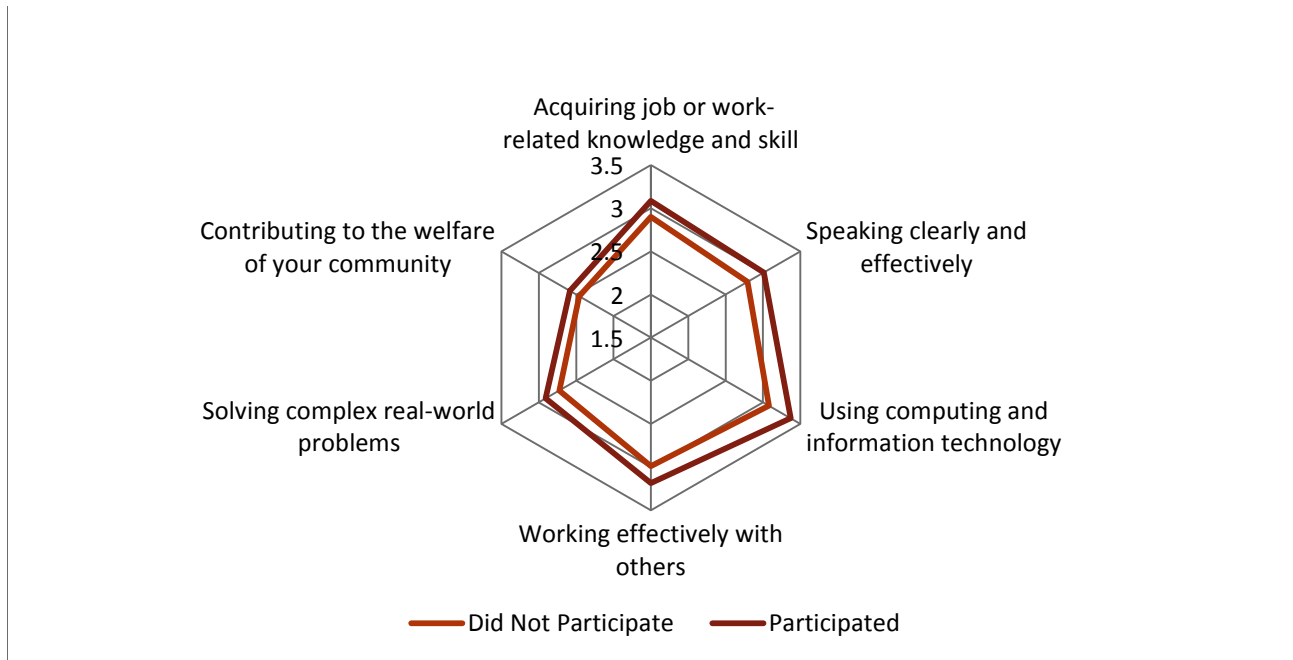 Acquiring job or work-
related knowledge and skill
3.5
3
2.5
2
1.5
Speaking clearly and
effectively
Using computing and
information technology
Working effectively with
others
Solving complex real-world
problems
Contributing to the welfare
of your community
Did Not Participate
Participated